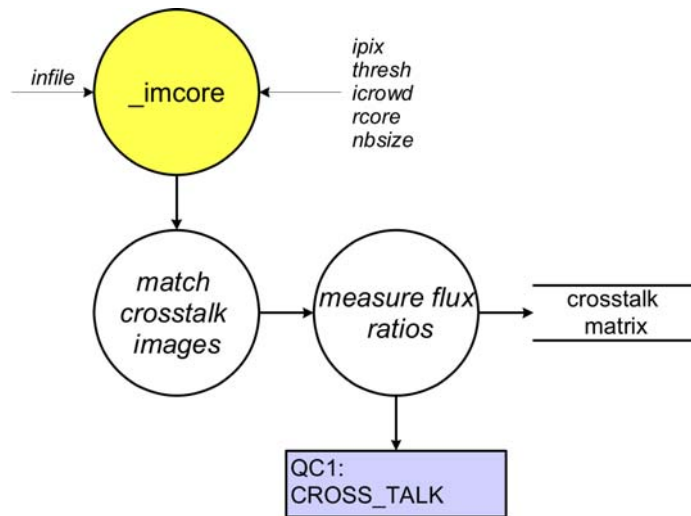 infile
_imcore
ipix
thresh
icrowd
rcore
nbsize
match
crosstalk
images
measure flux
ratios
crosstalk
matrix
QC1:
CROSS_TALK